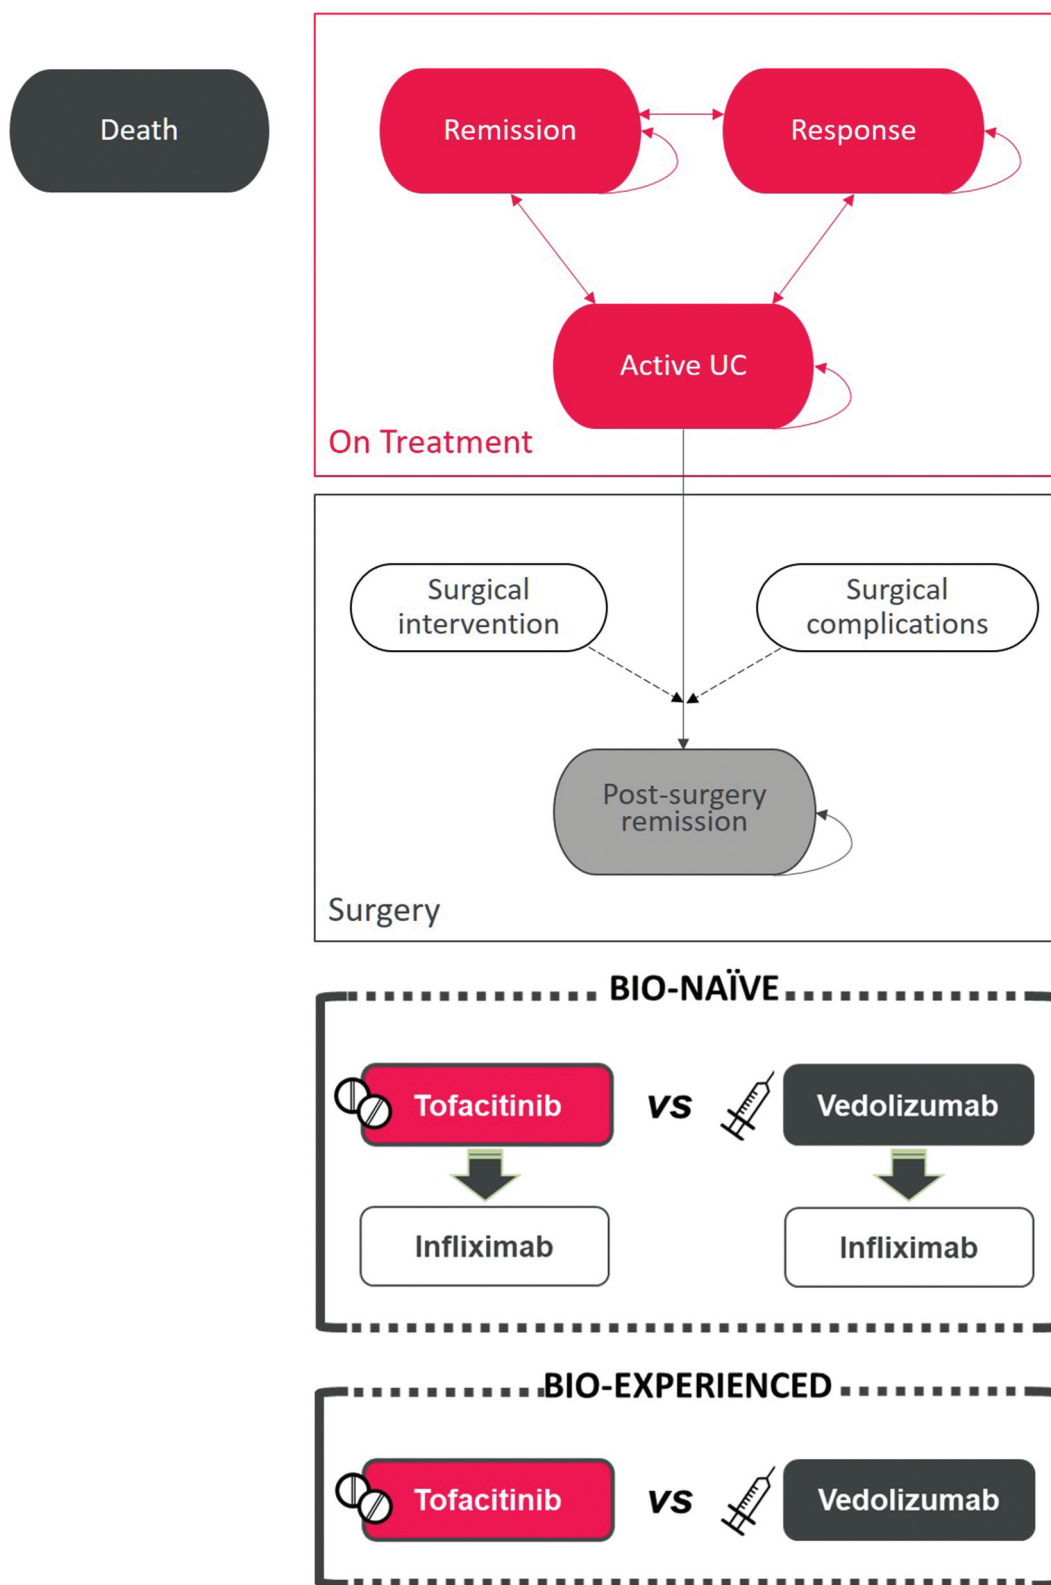 Death
Remission
Response
Active UC
On Treatment
Surgical
intervention
Surgical
complications
Post-surgery
remission
Surgery
BIO-NAÏVE
Tofacitinib
vs
Vedolizumab
Infliximab
Infliximab
BIO-EXPERIENCED
Tofacitinib
vs
Vedolizumab